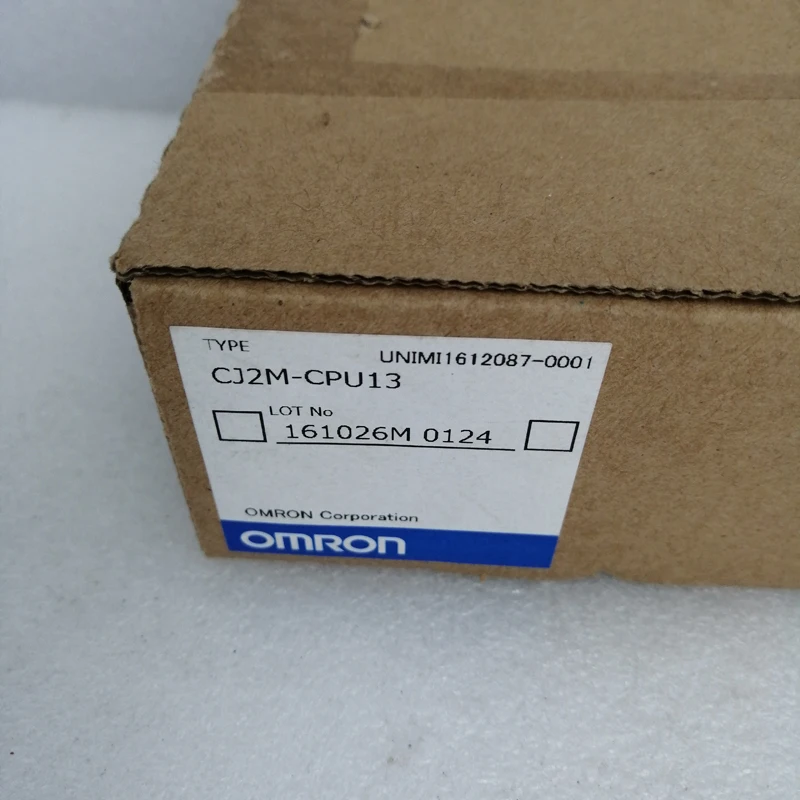 TYPE
UNIMI1612087-0001
CJ2M-CPU13
LOT No
161026M 0124
OMRON Corporation
OMRON